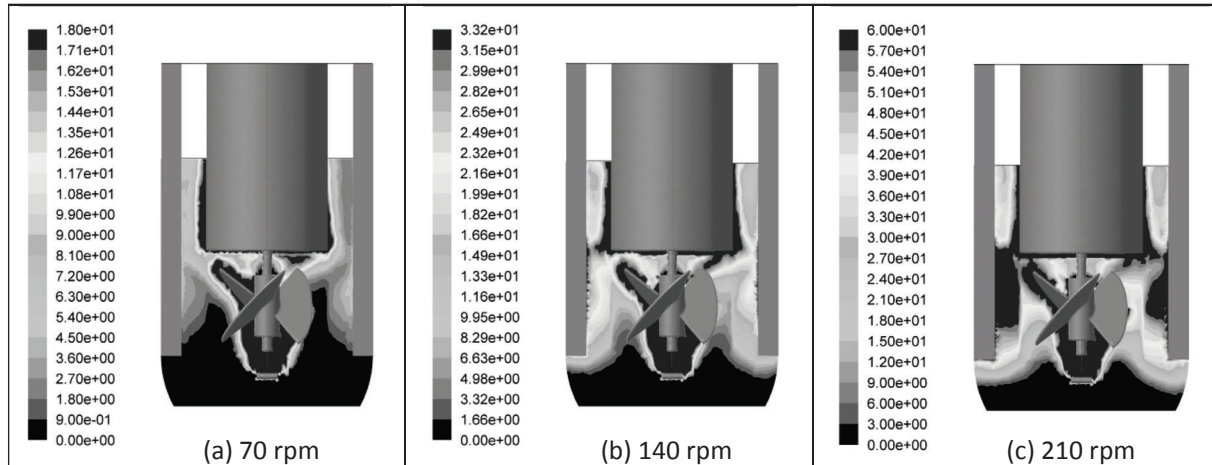 1.80e+01
1.71e+01
1.62e+01
1.53e+01
1.44e+01
1.35e+01
1.26e+01
1.17e+01
1.08e+01
9.90e+00
9.00e+00
8.10e+00
7.20e+00
6.30e+00
5.40e+00
4.50e+00
3.60e+00
2.70e+00
1.80e+00
9.00e-01
0.00e+00
(a) 70 rpm
3.32e+01
3.15e+01
2.99e+01
2.82e+01
2.65e+01
2.49e+01
2.32e+01
2.16e+01
1.99e+01
1.82e+01
1.66e+01
1.49e+01
1.33e+01
1.16e+01
9.95e+00
8.29e+00
6.63e+00
4.98e+00
3.32e+00
1.66e+00
0.00e+00
(b) 140 rpm
6.00e+01
5.70e+01
5.40e+01
5.10e+01
4.80e+01
4.50e+01
4.20e+01
3.90e+01
3.60e+01
3.30e+01
3.00e+01
2.70e+01
2.40e+01
2.10e+01
1.80e+01
1.50e+01
1.20e+01
9.00e+00
6.00e+00
3.00e+00
0.00e+00
(c) 210 rpm